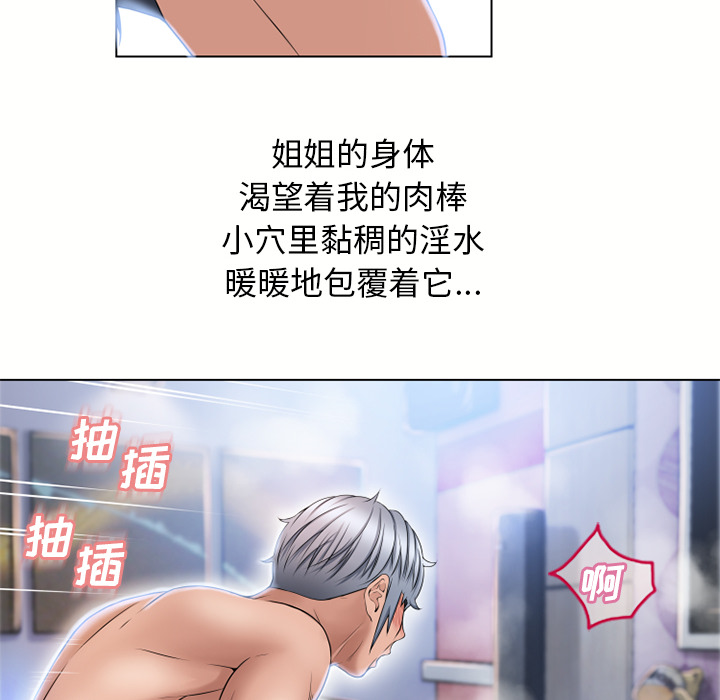 姐姐的身体
渴望着我的肉棒
小穴里黏稠的淫水
暖暖地包覆着它…
抽插
抽插
啊